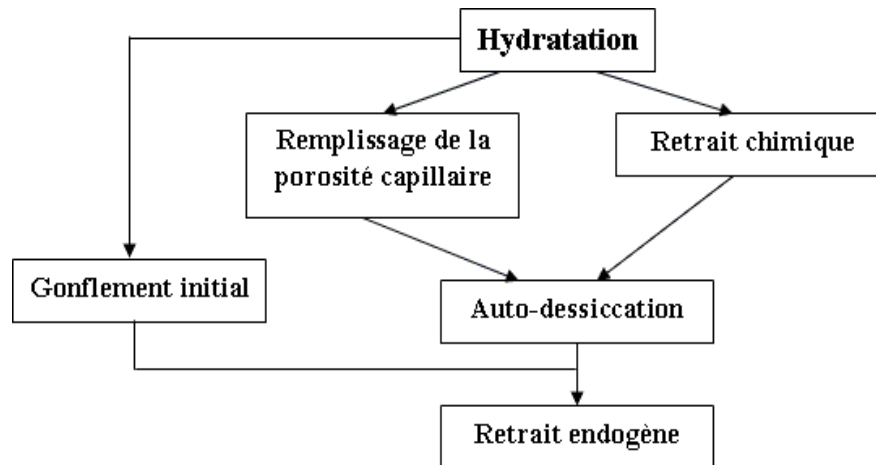 Hydratation
Remplissage de la
porosité capillaire
Retrait chimique
Gonflement initial
Auto-dessiccation
Retrait endogène